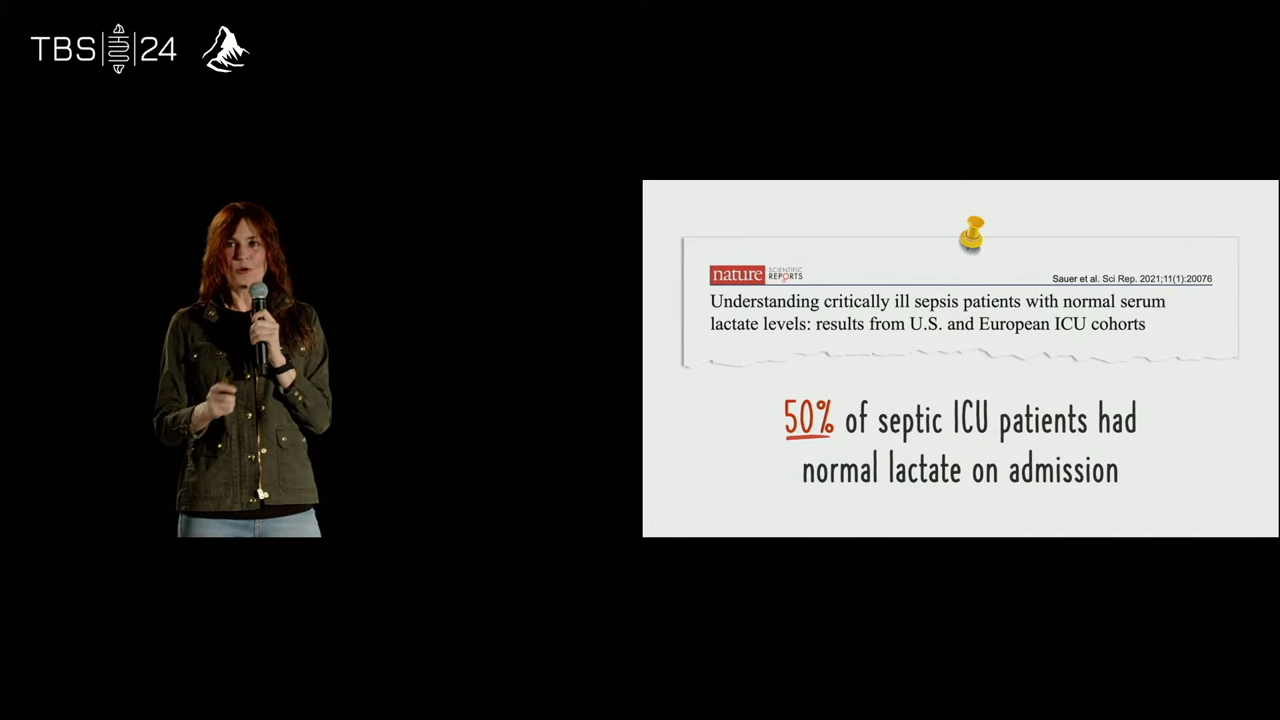 TBS 24
nature SCIENTIFIC REPORTS
Sauer et al. Sci Rep. 2021;11(1):20076
Understanding critically ill sepsis patients with normal serum
lactate levels: results from U.S. and European ICU cohorts
50% of septic ICU patients had
normal lactate on admission